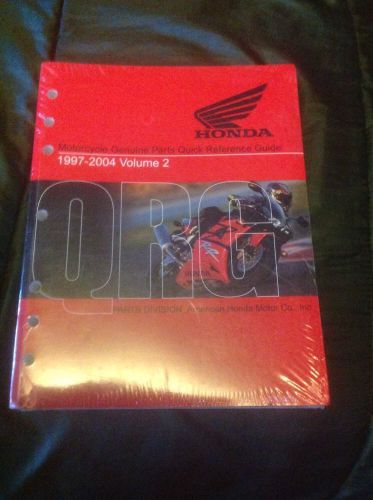 HONDA
Motorcycle Genuine Parts Quick Reference Guide
1997-2004 Volume 2
QRG
HONDA
PARTS DIVISION American Honda Motor Co., Inc.